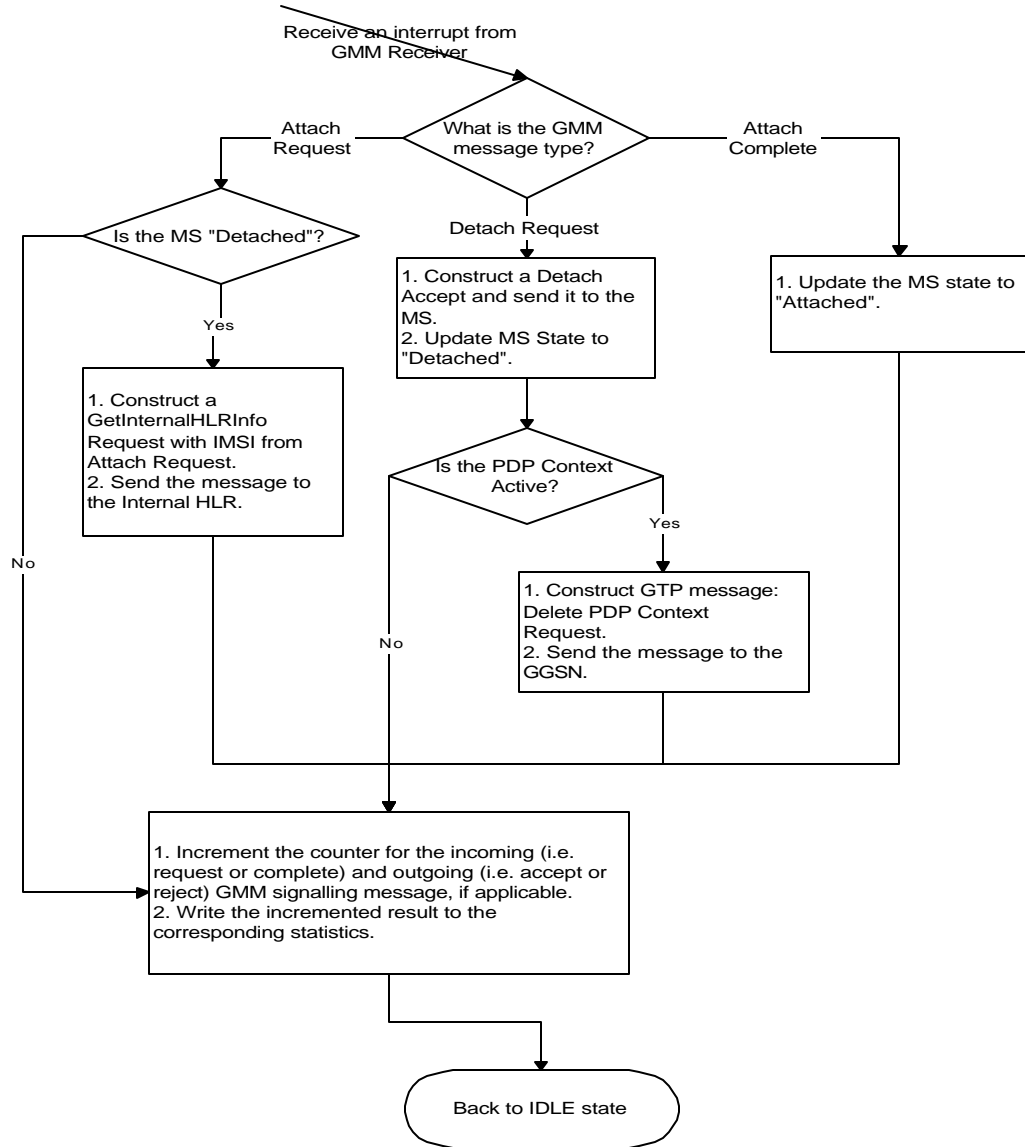 Receive an interrupt from
GMM Receiver
What is the GMM
message type?
Attach
Request
Attach
Complete
Detach Request
Is the MS "Detached"?
1. Construct a Detach
Accept and send it to the
MS.
2. Update MS State to
"Detached".
1. Update the MS state to
"Attached".
Yes
1. Construct a
GetInternalHLRInfo
Request with IMSI from
Attach Request.
2. Send the message to
the Internal HLR.
Is the PDP Context
Active?
Yes
No
1. Construct GTP message:
Delete PDP Context
Request.
2. Send the message to the
GGSN.
No
1. Increment the counter for the incoming (i.e.
request or complete) and outgoing (i.e. accept or
reject) GMM signalling message, if applicable.
2. Write the incremented result to the
corresponding statistics.
Back to IDLE state